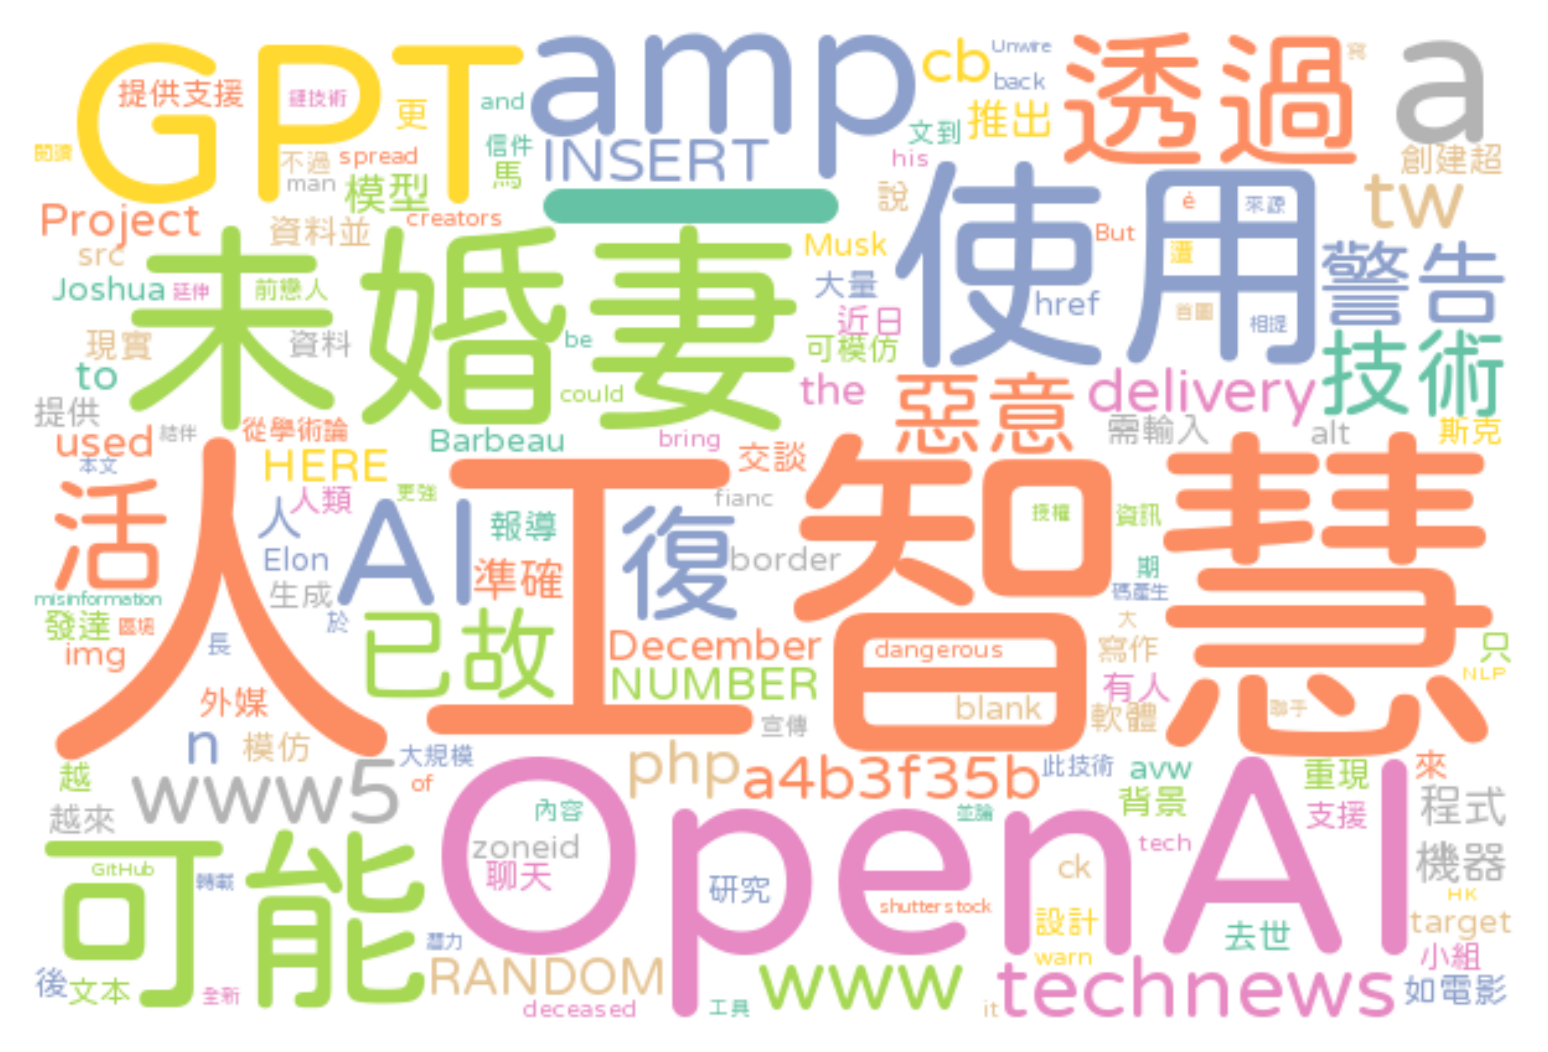 GPT
amp
cb
Unwire
back
透過
a
寫
提供支援
鏈技術
更
and
推出
文到
閱讀
不過
spread
信件
INSERT
his
創建超
man
模型
馬
一
使用
說
tw
Project
creators
資料並
é
來源
src
未婚妻
Musk
But
遭
警告
Joshua
延伸
前戀人
大量
href
首圖
相提
現實
資料
be
近日
可模仿
技術
to
could
the
惡意
delivery
提供
used
結伴
從學術論
Barbeau
bring
需輸入
alt
斯克
本文
HERE
交談
人工智慧
活
人類
更強
AI
fianc
人
報導
復
授權
資訊
Elon
準確
border
期
misinformation
生成
碼產生
發達
區塊
於
已故
大
img
長
December
dangerous
寫作
只
NLP
NUMBER
有人
外媒
blank
軟體
聯手
宣傳
n
模仿
大規模
越
www5
of
php
a4b3f35b
此技術
avw
重現
來
越來
內容
背景
支援
程式
OpenAI
並論
zoneid
tech
可能
GitHub
轉載
聊天
研究
ck
機器
HK
shutterstock
設計
target
潛力
去世
warn
小組
後
文本
全新
RANDOM
www
technews
如電影
deceased
工具
it